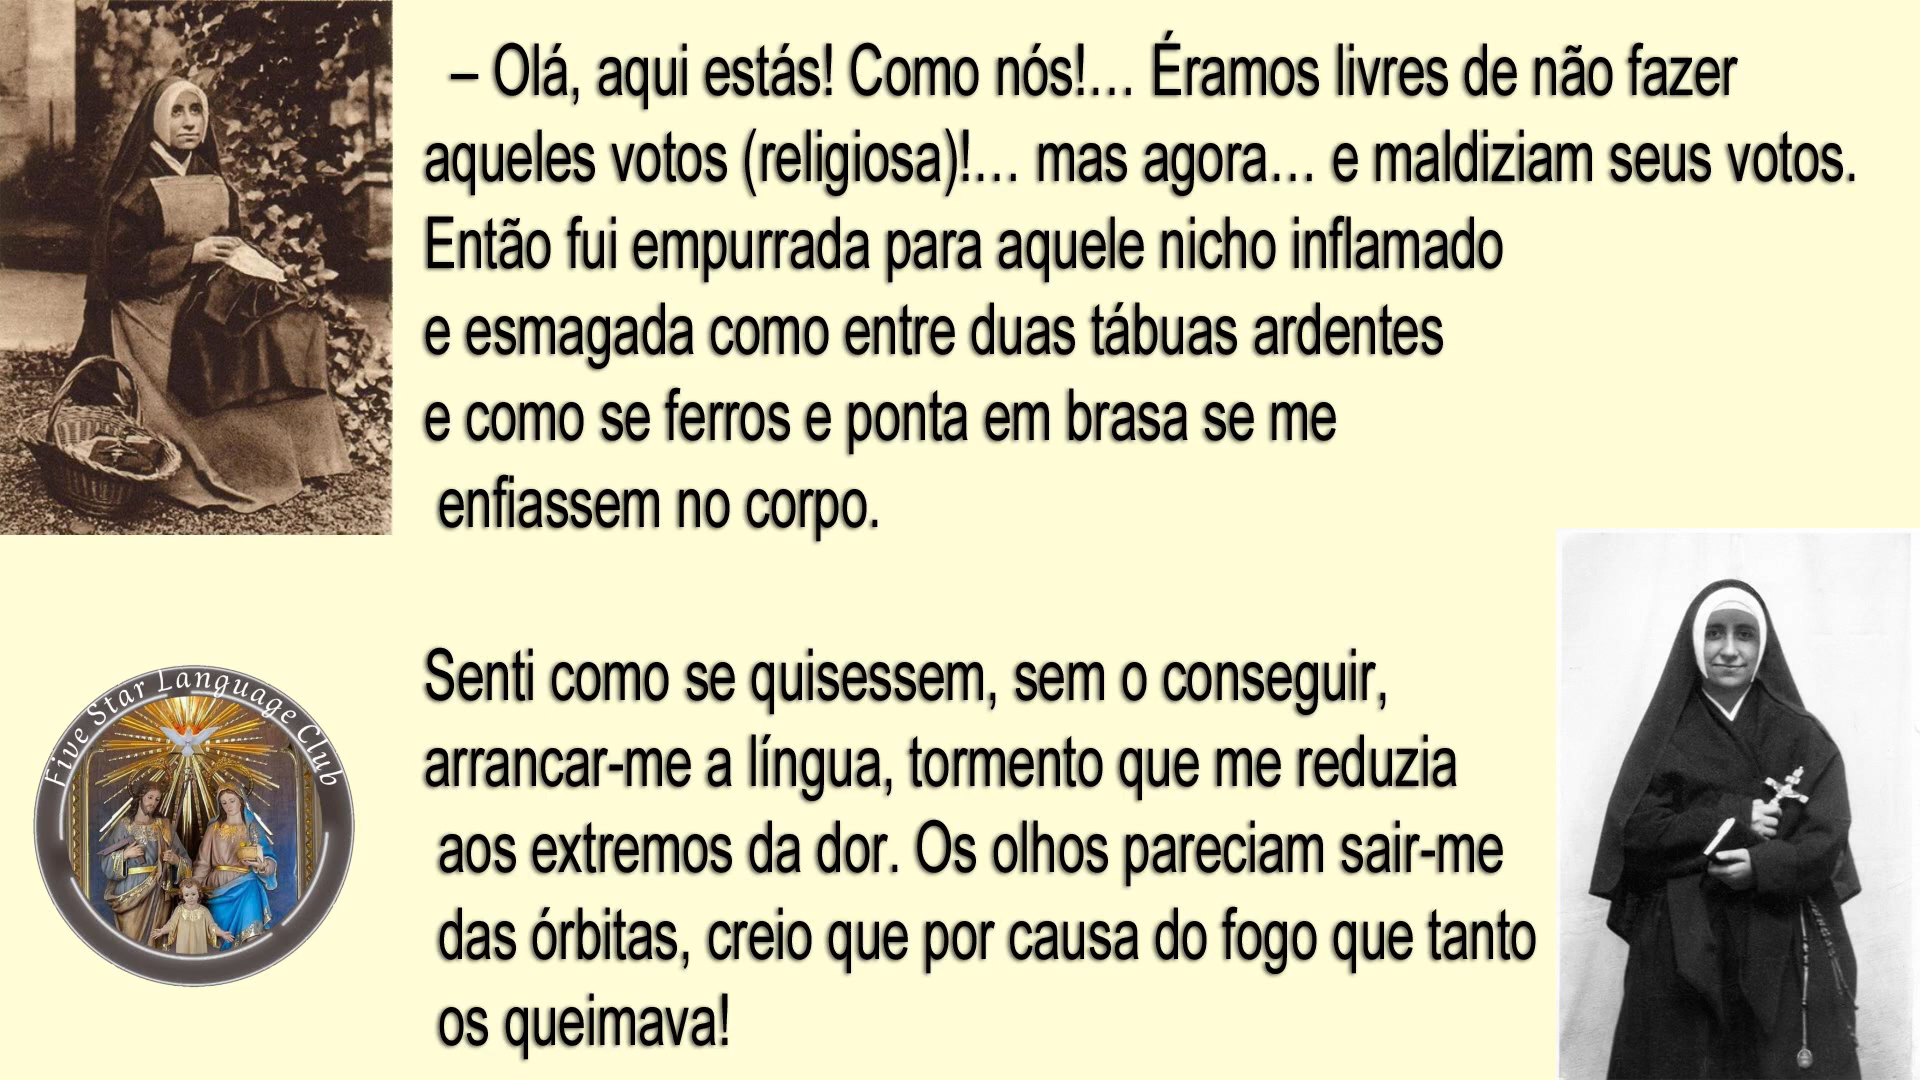 – Olá, aqui estás! Como nós!… Éramos livres de não fazer
aqueles votos (religiosa)!… mas agora… e maldiziam seus votos.
Então fui empurrada para aquele nicho inflamado
e esmagada como entre duas tábuas ardentes
e como se ferros e ponta em brasa se me
enfiassem no corpo.
Senti como se quisessem, sem o conseguir,
arrancar-me a língua, tormento que me reduzia
aos extremos da dor. Os olhos pareciam sair-me
das órbitas, creio que por causa do fogo que tanto
os queimava!
Five Star Language Club